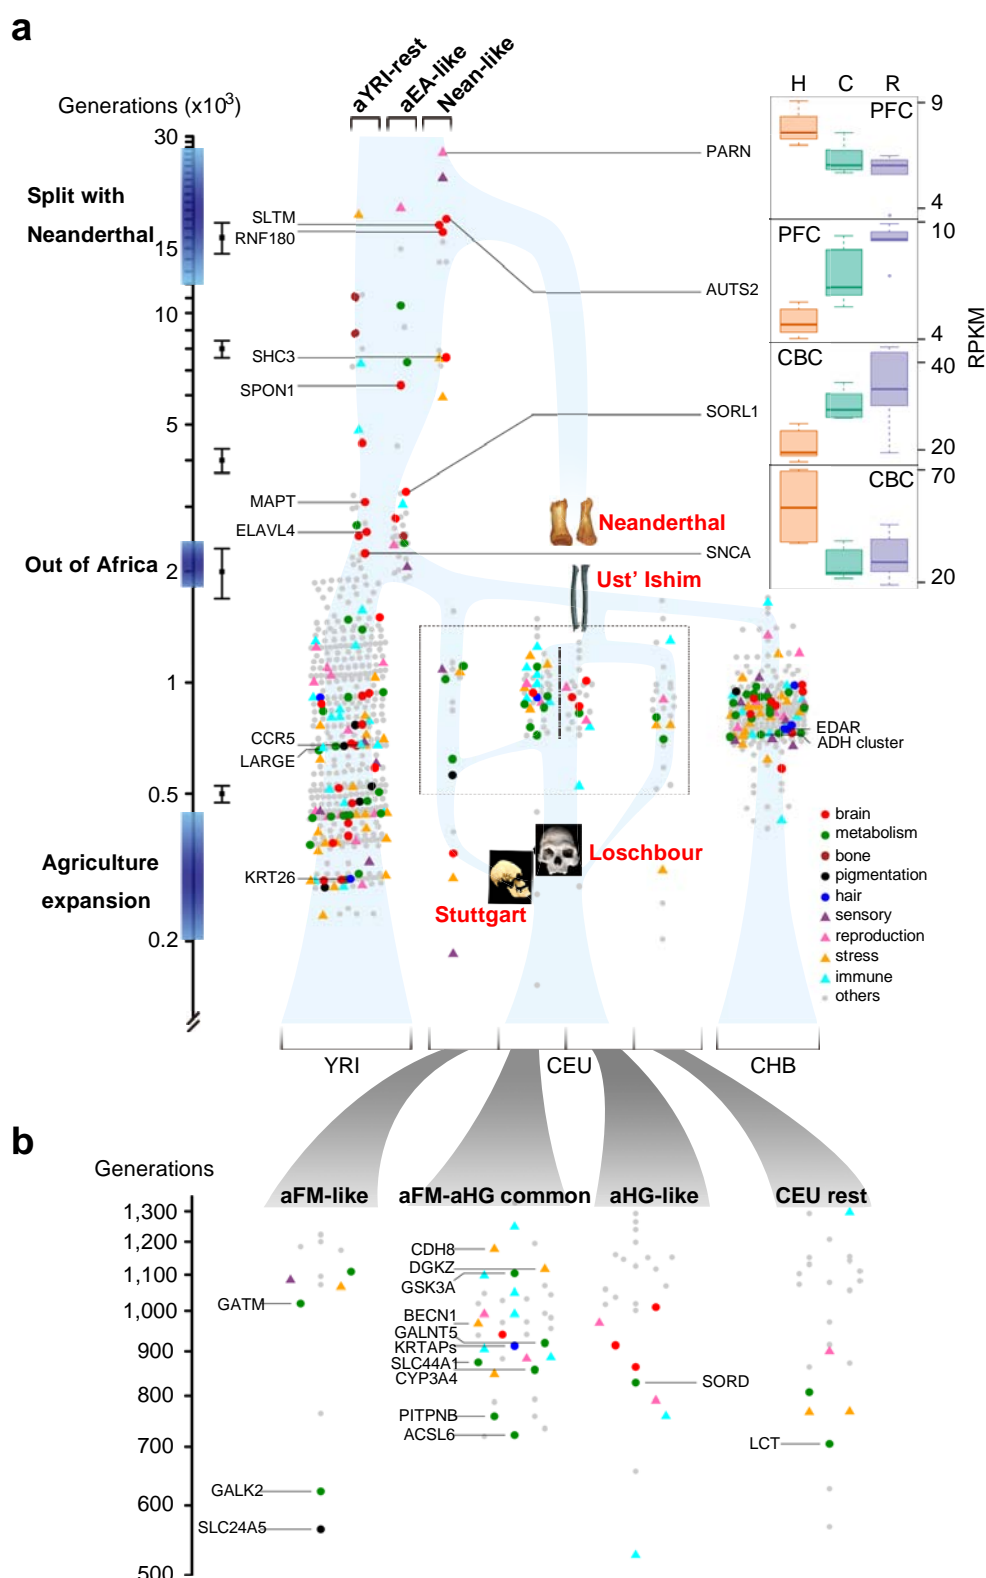 a
aYRI-rest
aEA-like
Nean-like
Generations (x10³)
30
15
10
5
2
1
0.5
0.2
Split with
Neanderthal
Out of Africa
Agriculture
expansion
SLTM
RNF180
SHC3
SPON1
MAPT
ELAVL4
CCR5
LARGE
KRT26
PARN
AUTS2
SORL1
SNCA
Neanderthal
Ust' Ishim
Loschbour
Stuttgart
H C R
PFC
9
4
PFC
10
4
CBC
40
20
CBC
70
20
RPKM
EDAR
ADH cluster
brain
metabolism
bone
pigmentation
hair
sensory
reproduction
stress
immune
others
YRI
CEU
CHB
b
Generations
aFM-like
aFM-aHG common
aHG-like
CEU rest
1,300
1,200
1,100
1,000
900
800
700
600
500
GATM
GALK2
SLC24A5
CDH8
DGKZ
GSK3A
BECN1
GALNT5
KRTAPs
SLC44A1
CYP3A4
PITPNB
ACSL6
SORD
LCT